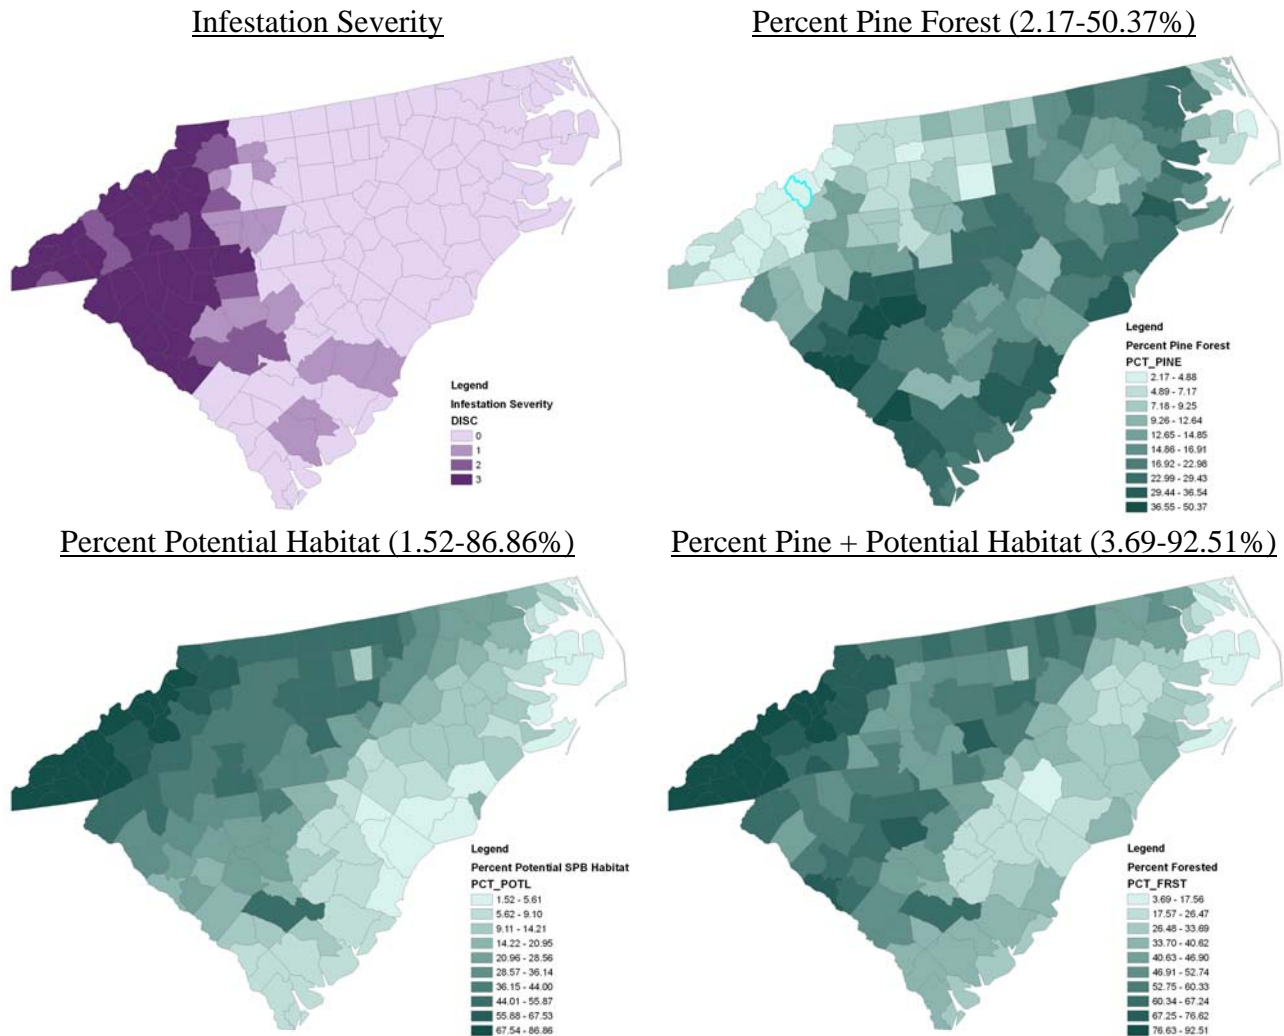 Infestation Severity
Percent Pine Forest (2.17-50.37%)
Legend
Infestation Severity
DISC
0
1
2
3
Legend
Percent Pine Forest
PCT_PINE
2.17 - 4.88
4.89 - 7.17
7.18 - 9.25
9.26 - 12.64
12.65 - 14.85
14.86 - 16.91
16.92 - 22.98
22.99 - 29.43
29.44 - 36.54
36.55 - 50.37
Percent Potential Habitat (1.52-86.86%)
Percent Pine + Potential Habitat (3.69-92.51%)
Legend
Percent Potential SPB Habitat
PCT_POTL
1.52 - 5.61
5.62 - 9.10
9.11 - 14.21
14.22 - 20.95
20.96 - 28.56
28.57 - 36.14
36.15 - 44.00
44.01 - 55.87
55.88 - 67.53
67.54 - 86.86
Legend
Percent Forested
PCT_FRST
3.69 - 17.56
17.57 - 26.47
26.48 - 33.69
33.70 - 40.62
40.63 - 46.90
46.91 - 52.74
52.75 - 60.33
60.34 - 67.24
67.25 - 76.62
76.63 - 92.51